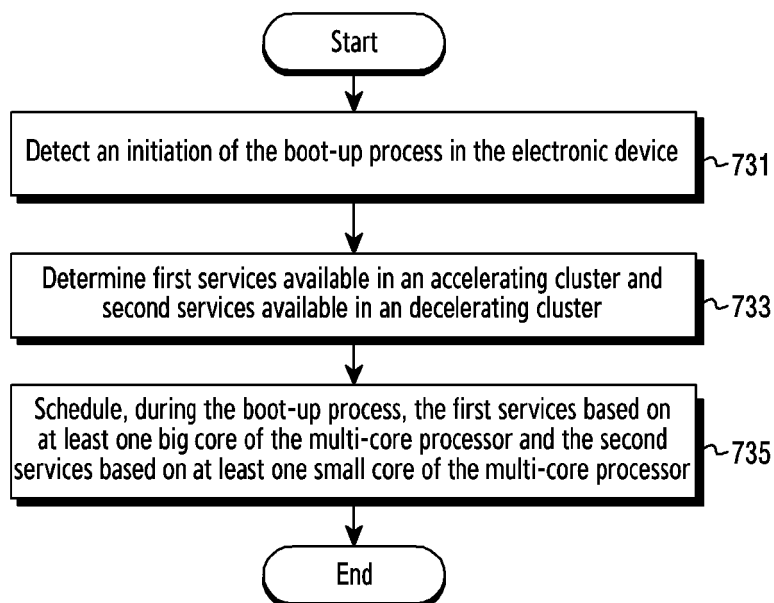 Start
Detect an initiation of the boot-up process in the electronic device
731
Determine first services available in an accelerating cluster and
second services available in an decelerating cluster
733
Schedule, during the boot-up process, the first services based on
at least one big core of the multi-core processor and the second
services based on at least one small core of the multi-core processor
735
End